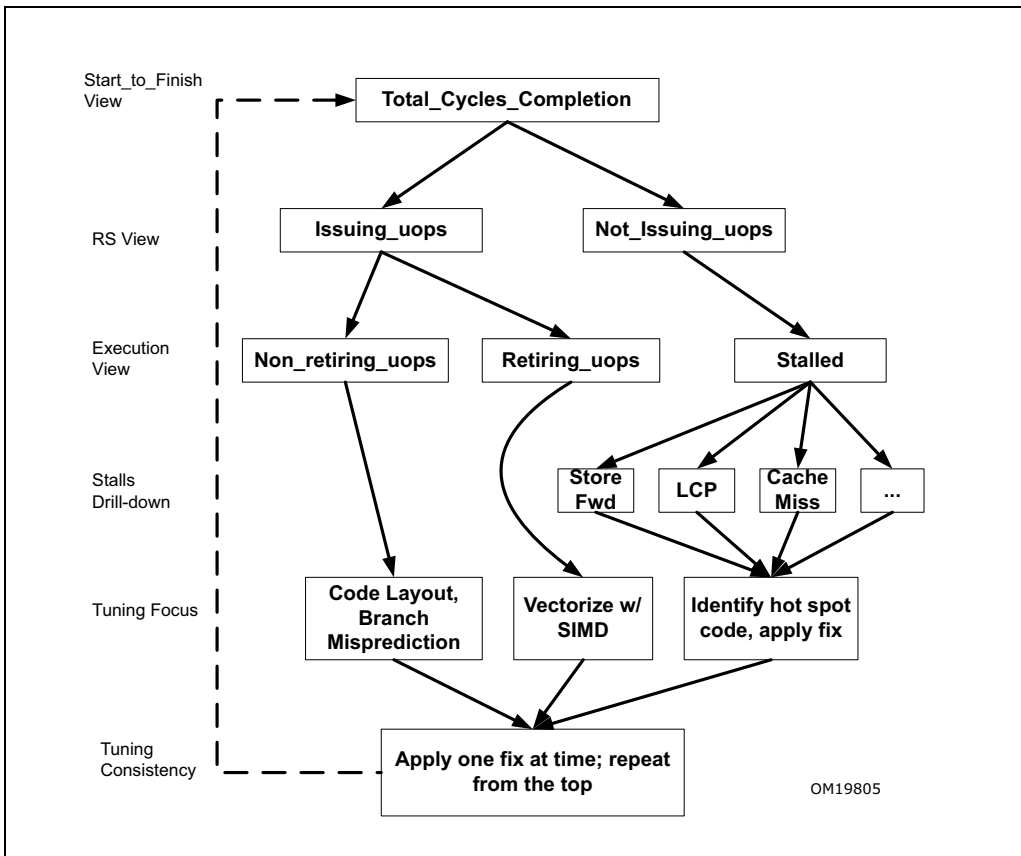 Start_to_Finish
View
Total_Cycles_Completion
RS View
Issuing_uops
Not_Issuing_uops
Execution
View
Non_retiring_uops
Retiring_uops
Stalled
Stalls
Drill-down
Store
Fwd
LCP
Cache
Miss
...
Tuning Focus
Code Layout,
Branch
Misprediction
Vectorize w/
SIMD
Identify hot spot
code, apply fix
Tuning
Consistency
Apply one fix at time; repeat
from the top
OM19805